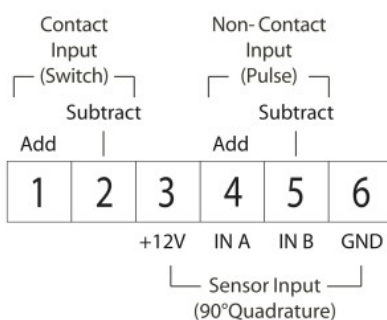 Contact Non-Contact
Input Input
(Switch) (Pulse)
Subtract Subtract
Add Add
1 2 3 4 5 6
+12V IN A IN B GND
Sensor Input
(90°Quadrature)